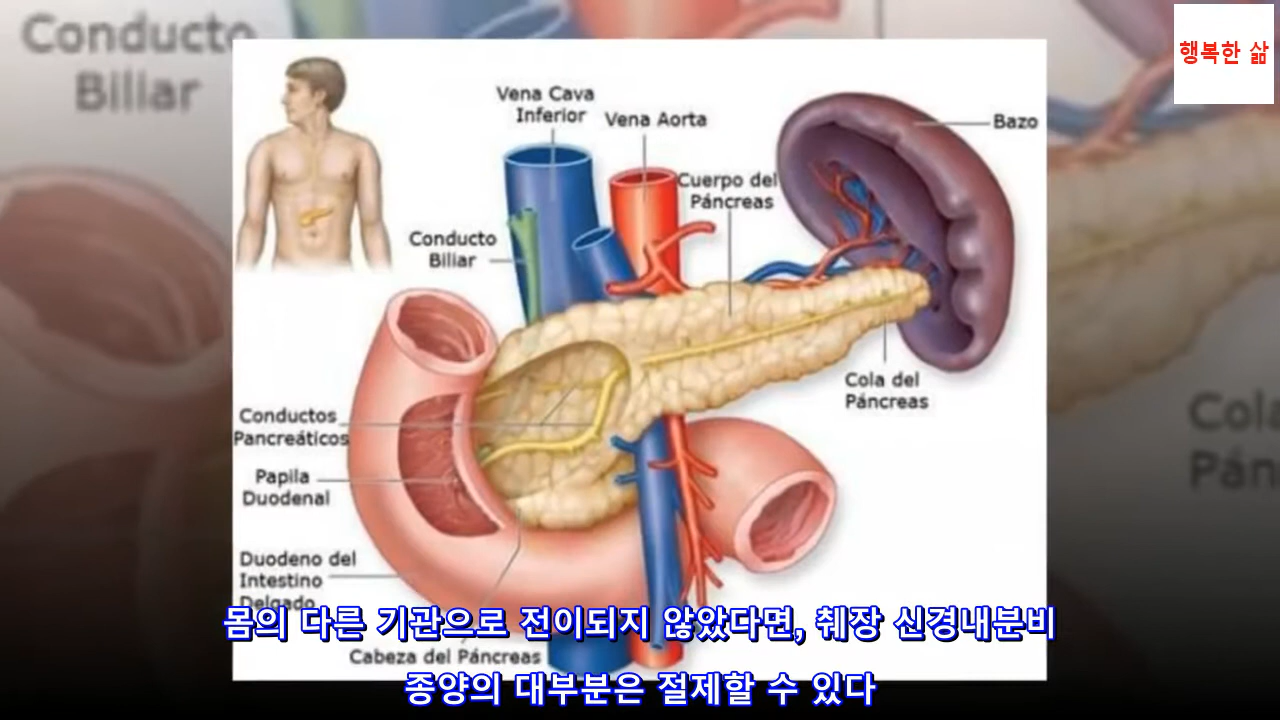 Conducto
Biliar
행복한 삶
Vena Cava
Inferior
Vena Aorta
Bazo
Cuerpo del
Páncreas
Conducto
Biliar
Cola del
Páncreas
Conductos
Pancreáticos
Papila
Duodenal
Duodeno del
Intestino
Delgado
몸의 다른 기관으로 전이되지 않았다면, 췌장 신경내분비
Cabeza del Páncreas
종양의 대부분은 절제할 수 있다